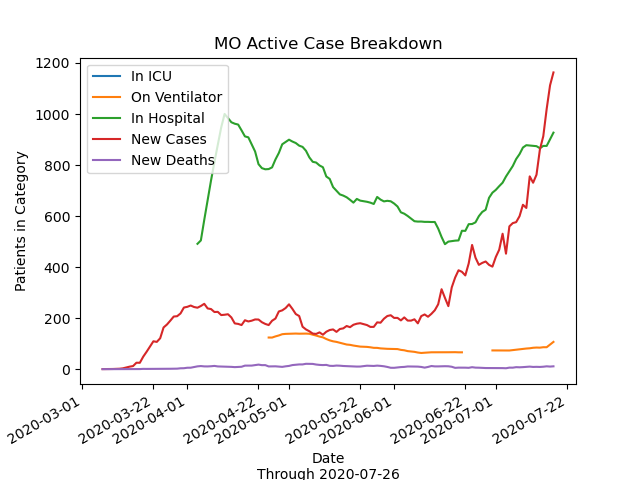 MO Active Case Breakdown
In ICU
On Ventilator
In Hospital
New Cases
New Deaths
Patients in Category
1200
1000
800
600
400
200
0
2020-03-01
2020-03-22
2020-04-01
2020-04-22
2020-05-01
2020-05-22
2020-06-01
2020-06-22
2020-07-01
2020-07-22
Date
Through 2020-07-26